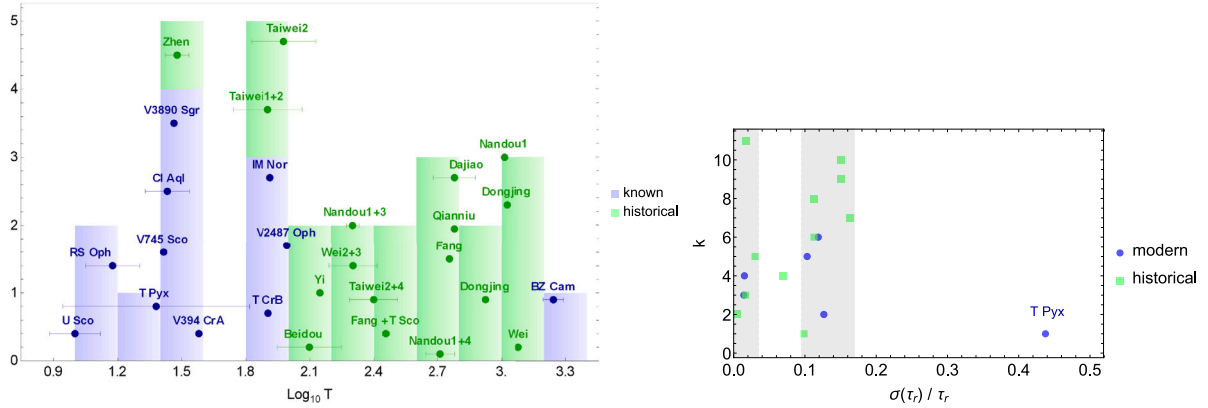 5
Taiwei2
Zhen
4
V3890 Sgr
Taiwei1+2
3
CI Aql
IM Nor
Nandou1
Dajiao
Dongjing
2
V745 Sco
V2487 Oph
Nandou1+3
Qianniu
RS Oph
Wei2+3
Fang
1
T Pyx
T CrB
Yi
Taiwei2+4
Dongjing
BZ Cam
U Sco
V394 CrA
Beidou
Fang +T Sco
Nandou1+4
Wei
0
0.9 1.2 1.5 1.8 2.1 2.4 2.7 3. 3.3
Log₁₀ T
known
historical
10
8
6
4
2
0
k
T Pyx
0.0 0.1 0.2 0.3 0.4 0.5
σ(τᵣ) / τᵣ
modern
historical